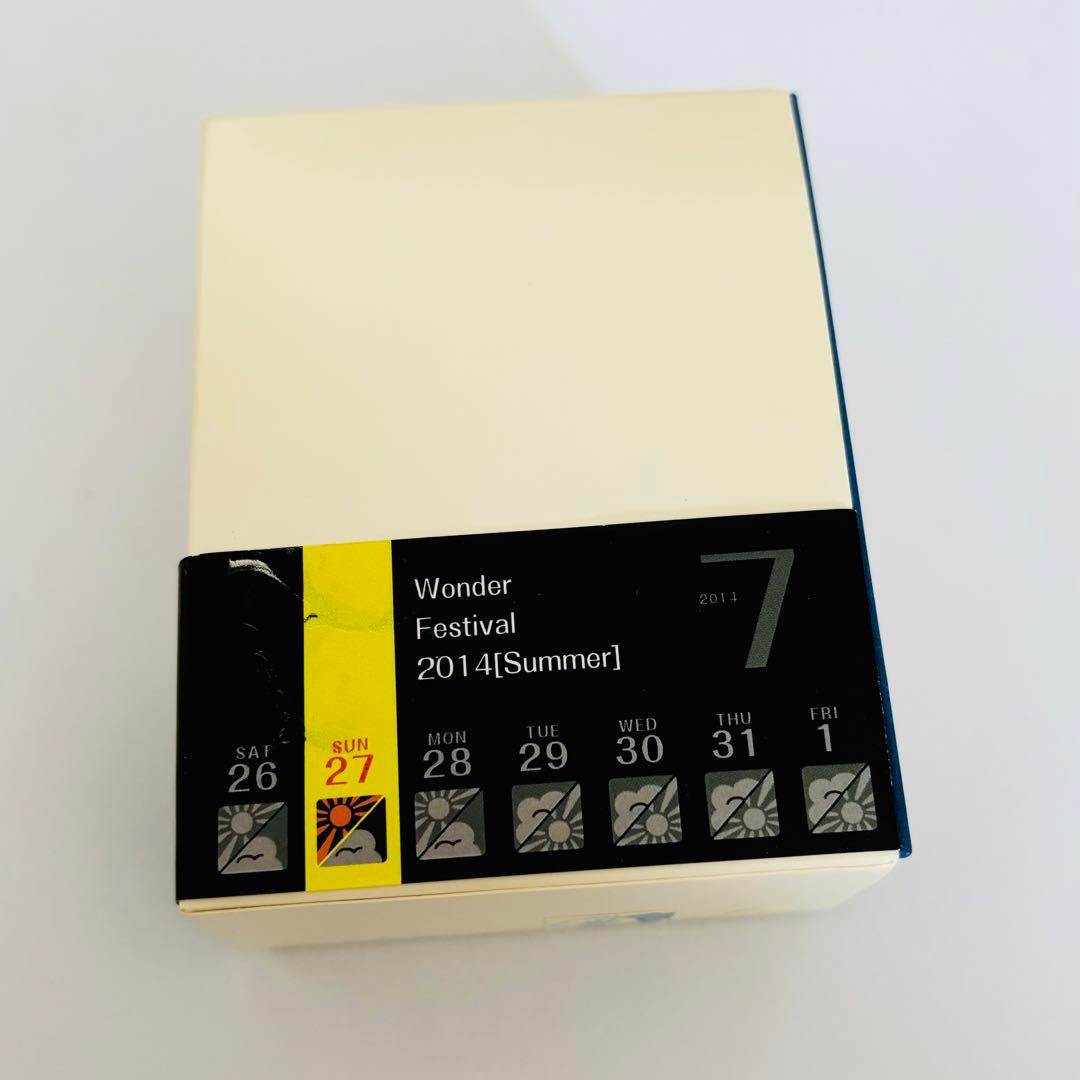 Wonder
Festival
2014[Summer]
2014 7
SAT SUN MON TUE WED THU FRI
26 27 28 29 30 31 1